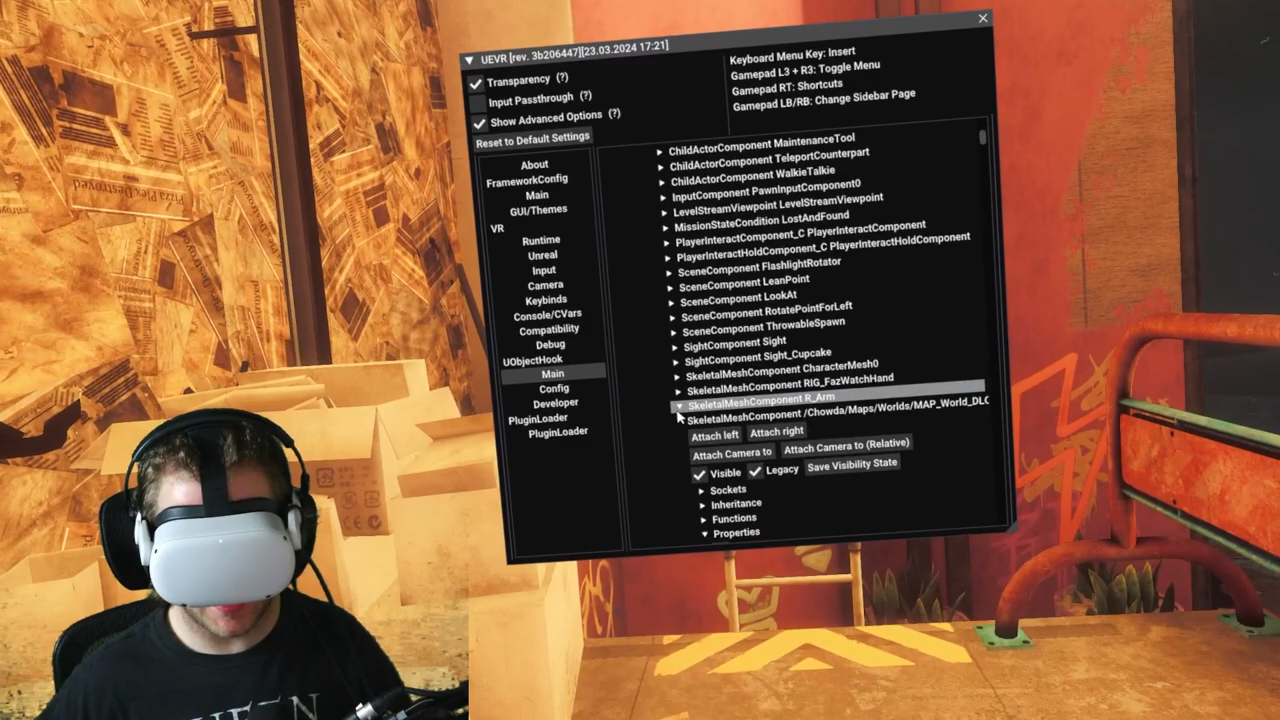 UEVR [rev. 3b206447][23.03.2024 17:21]
Transparency (?)
Input Passthrough (?)
Show Advanced Options (?)
Reset to Default Settings
Keyboard Menu Key: Insert
Gamepad L3 + R3: Toggle Menu
Gamepad RT: Shortcuts
Gamepad LB/RB: Change Sidebar Page
About
FrameworkConfig
Main
GUI/Themes
VR
Runtime
Unreal
Input
Camera
Keybinds
Console/CVars
Compatibility
Debug
UObjectHook
Main
Config
Developer
PluginLoader
PluginLoader
ChildActorComponent MaintenanceTool
ChildActorComponent TeleportCounterpart
ChildActorComponent WalkieTalkie
InputComponent PawnInputComponent0
LevelStreamViewpoint LevelStreamViewpoint
MissionStateCondition LostAndFound
PlayerInteractComponent_C PlayerInteractComponent
PlayerInteractHoldComponent_C PlayerInteractHoldComponent
SceneComponent FlashlightRotator
SceneComponent LeanPoint
SceneComponent LookAt
SceneComponent RotatePointForLeft
SceneComponent ThrowableSpawn
SightComponent Sight
SightComponent Sight_Cupcake
SkeletalMeshComponent CharacterMesh0
SkeletalMeshComponent RIG_FazWatchHand
SkeletalMeshComponent R_Arm
SkeletalMeshComponent /Chowda/Maps/Worlds/MAP_World_DLC
Attach left Attach right
Attach Camera to Attach Camera to (Relative)
Visible Legacy Save Visibility State
Sockets
Inheritance
Functions
Properties
Pizza Plex Destroyed